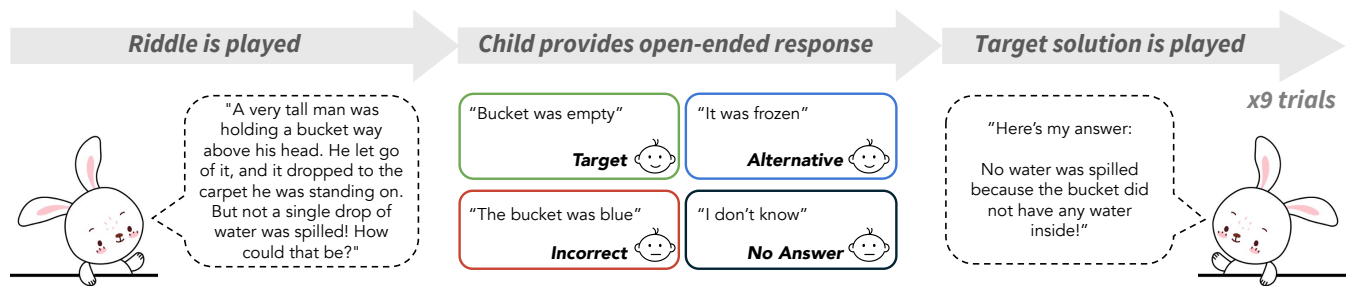 Riddle is played
Child provides open-ended response
Target solution is played
x9 trials
"A very tall man was
holding a bucket way
above his head. He let go
of it, and it dropped to the
carpet he was standing on.
But not a single drop of
water was spilled! How
could that be?"
“Bucket was empty”
Target
“It was frozen”
Alternative
“The bucket was blue”
Incorrect
“I don’t know”
No Answer
“Here’s my answer:
No water was spilled
because the bucket did
not have any water
inside!”